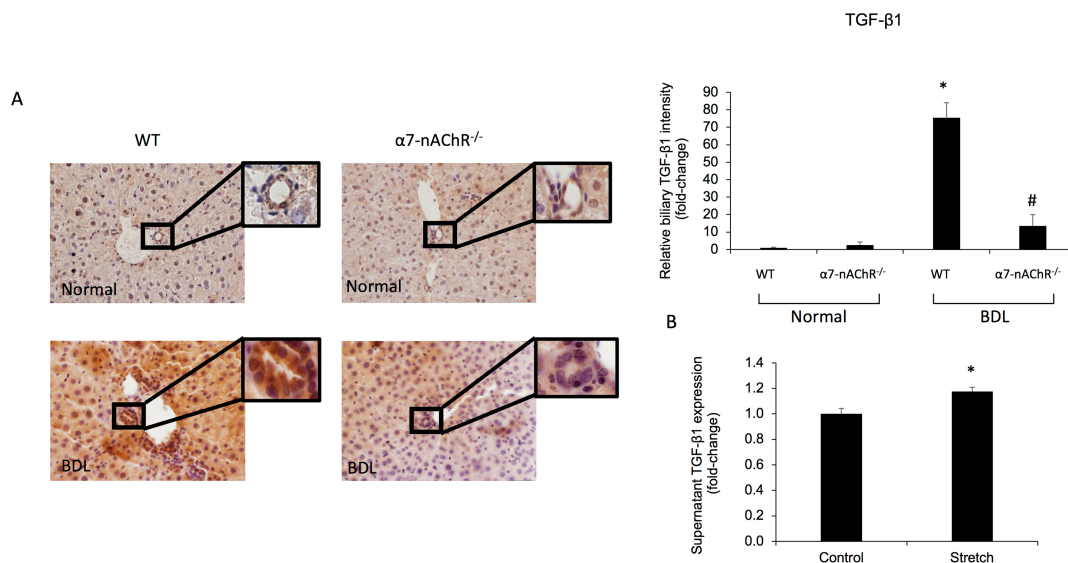 TGF-β1
A
WT
α7-nAChR-/-
Normal
Normal
BDL
BDL
Relative biliary TGF-β1 intensity
(fold-change)
90
80
70
60
50
40
30
20
10
0
*
#
WT
α7-nAChR-/-
WT
α7-nAChR-/-
Normal
BDL
B
Supernatant TGF-β1 expression
(fold-change)
1.4
1.2
1.0
0.8
0.6
0.4
0.2
0.0
*
Control
Stretch